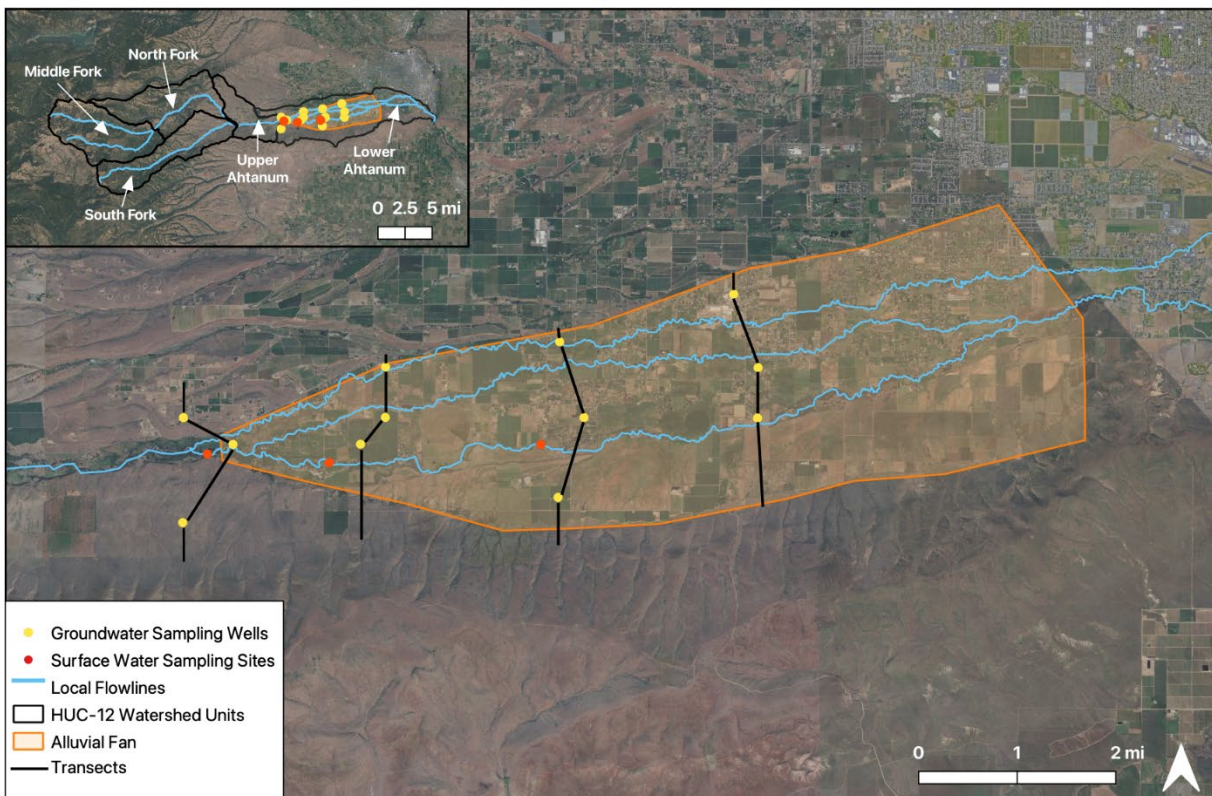 North Fork
Middle Fork
Upper
Ahtanum
Lower
Ahtanum
South Fork
0 2.5 5 mi
Groundwater Sampling Wells
Surface Water Sampling Sites
Local Flowlines
HUC-12 Watershed Units
Alluvial Fan
Transects
0 1 2 mi